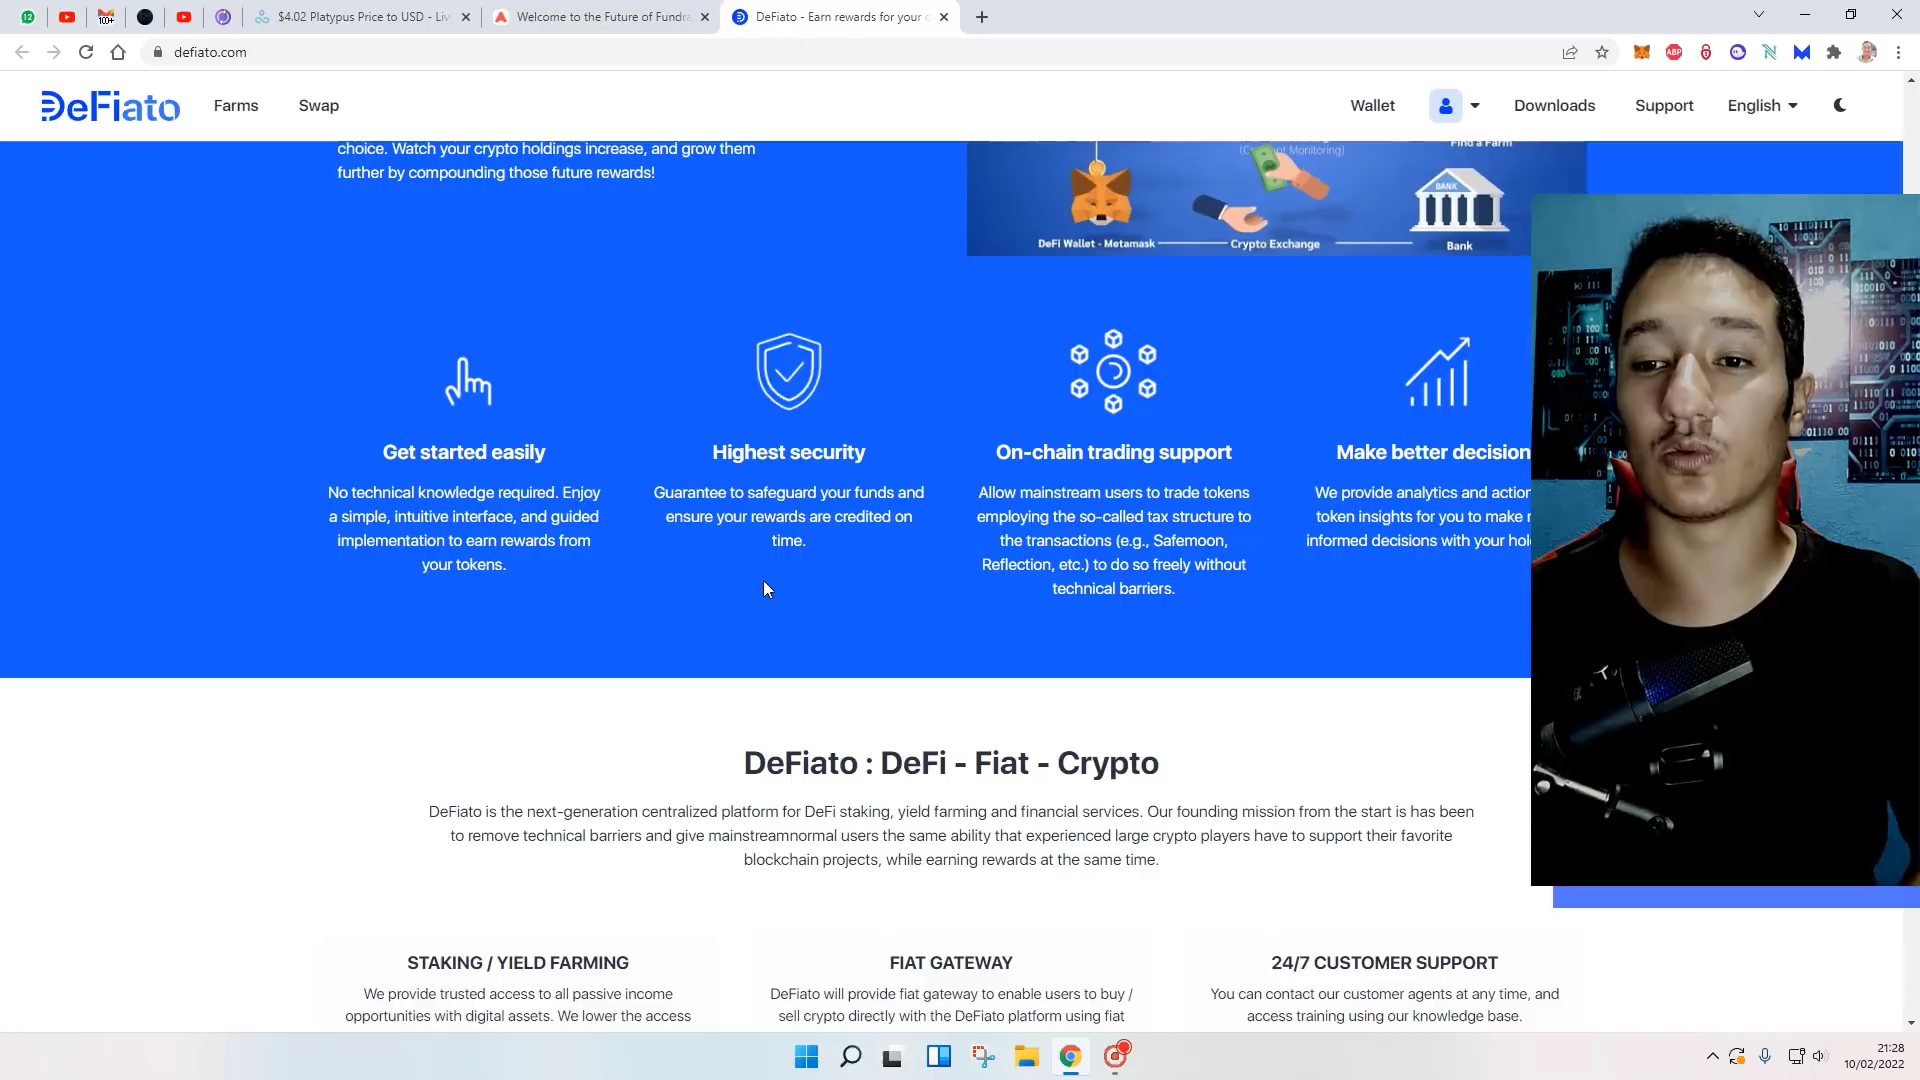 12
100+
$4.02 Platypus Price to USD - Liv
Welcome to the Future of Fundra
DeFiato - Earn rewards for your c
defiato.com
ABP
DeFiato
Farms
Swap
Wallet
Downloads
Support
English
choice. Watch your crypto holdings increase, and grow them
further by compounding those future rewards!
Monitoring)
Find a Farm
BANK
DeFi Wallet - Metamask
Crypto Exchange
Bank
Get started easily
No technical knowledge required. Enjoy
a simple, intuitive interface, and guided
implementation to earn rewards from
your tokens.
Highest security
Guarantee to safeguard your funds and
ensure your rewards are credited on
time.
On-chain trading support
Allow mainstream users to trade tokens
employing the so-called tax structure to
the transactions (e.g., Safemoon,
Reflection, etc.) to do so freely without
technical barriers.
Make better decision
We provide analytics and action
token insights for you to make
informed decisions with your hol
DeFiato : DeFi - Fiat - Crypto
DeFiato is the next-generation centralized platform for DeFi staking, yield farming and financial services. Our founding mission from the start is has been
to remove technical barriers and give mainstreamnormal users the same ability that experienced large crypto players have to support their favorite
blockchain projects, while earning rewards at the same time.
STAKING / YIELD FARMING
We provide trusted access to all passive income
opportunities with digital assets. We lower the access
FIAT GATEWAY
DeFiato will provide fiat gateway to enable users to buy /
sell crypto directly with the DeFiato platform using fiat
24/7 CUSTOMER SUPPORT
You can contact our customer agents at any time, and
access training using our knowledge base.
21:28
10/02/2022